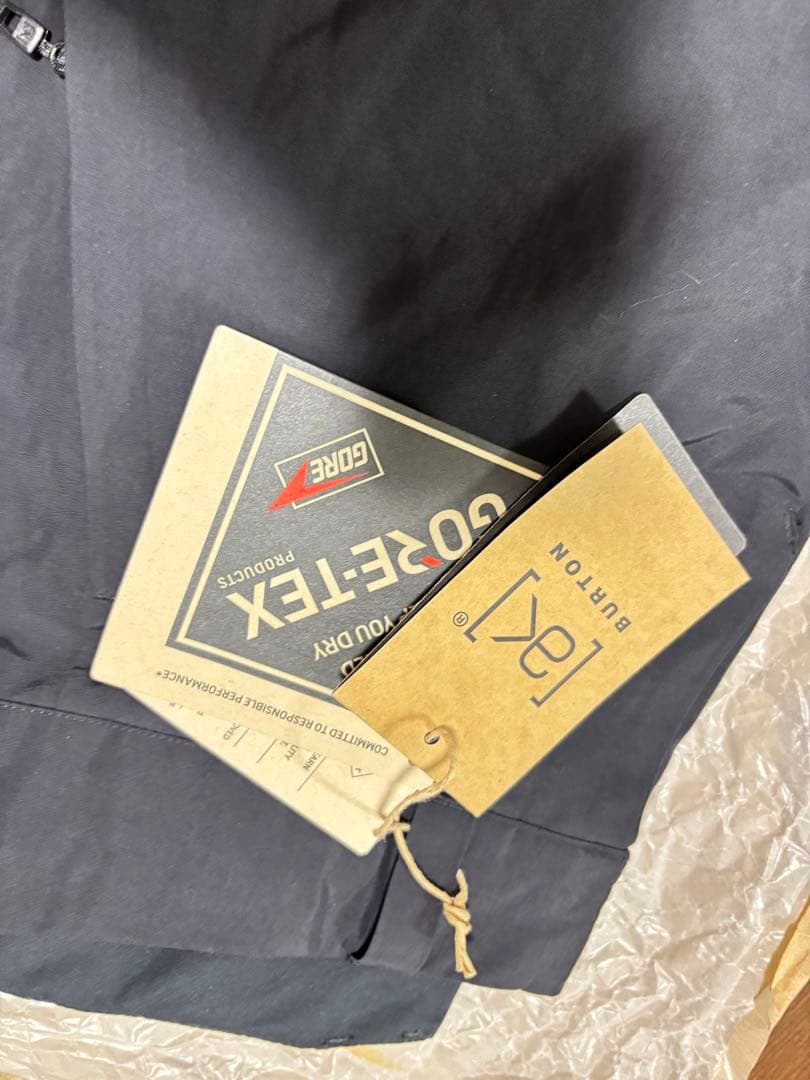 GORE
GORE-TEX
PRODUCTS
YOU DRY
COMMITTED TO RESPONSIBLE PERFORMANCE*
[ak]®
BURTON